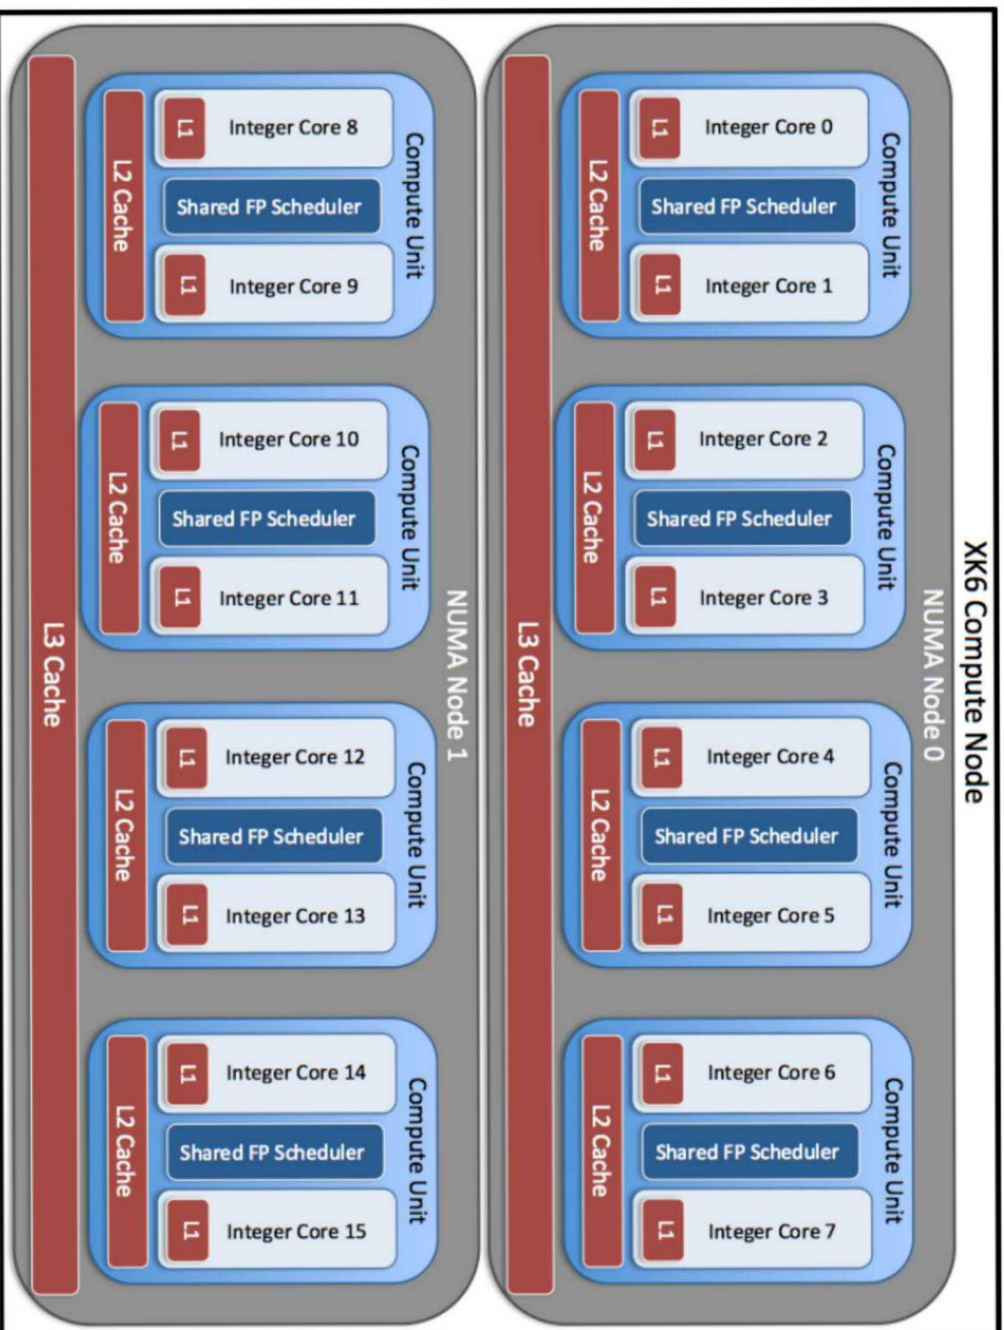 XK6 Compute Node
NUMA Node 0
Compute Unit
Integer Core 0
L1
Shared FP Scheduler
Integer Core 1
L1
L2 Cache
Compute Unit
Integer Core 2
L1
Shared FP Scheduler
Integer Core 3
L1
L2 Cache
Compute Unit
Integer Core 4
L1
Shared FP Scheduler
Integer Core 5
L1
L2 Cache
Compute Unit
Integer Core 6
L1
Shared FP Scheduler
Integer Core 7
L1
L2 Cache
L3 Cache
NUMA Node 1
Compute Unit
Integer Core 8
L1
Shared FP Scheduler
Integer Core 9
L1
L2 Cache
Compute Unit
Integer Core 10
L1
Shared FP Scheduler
Integer Core 11
L1
L2 Cache
Compute Unit
Integer Core 12
L1
Shared FP Scheduler
Integer Core 13
L1
L2 Cache
Compute Unit
Integer Core 14
L1
Shared FP Scheduler
Integer Core 15
L1
L2 Cache
L3 Cache